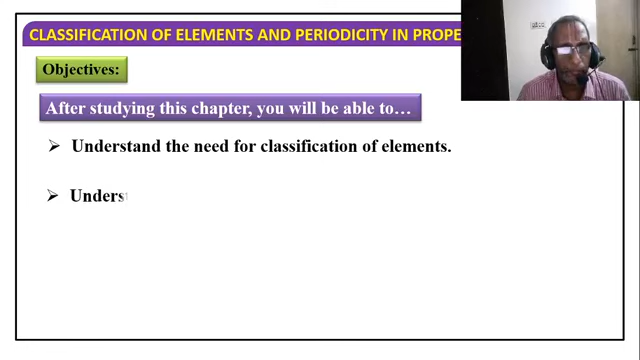 CLASSIFICATION OF ELEMENTS AND PERIODICITY IN PROPE
Objectives:
After studying this chapter, you will be able to…
➢ Understand the need for classification of elements.
➢ Underst